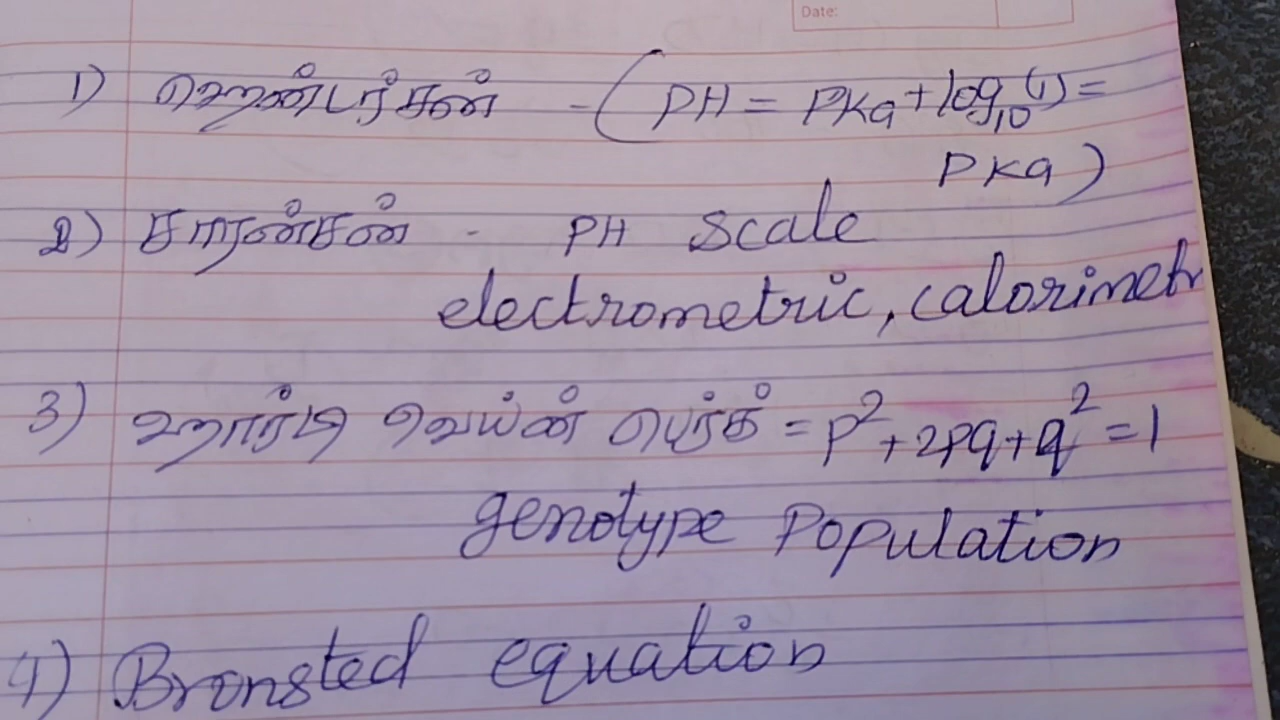 Date:
1) ஹென்டர்சன் - ( PH = PKa + log10 (1) =
PKa )
2) சாரன்சன் - PH Scale
electrometric, calorimetr
3) ஹார்டி வெய்ன் பெர்க் = p² + 2pq + q² = 1
genotype Population
4) Bronsted equation